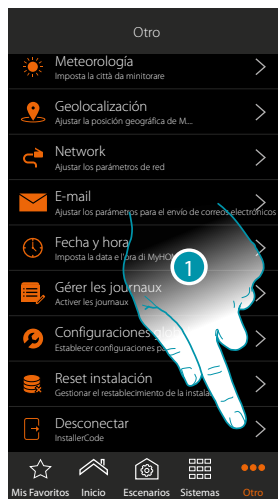 Otro
Meteorología
Imposta la città da minitorare
Geolocalización
Ajustar la posición geográfica de M...
Network
Ajustar los parámetros de red
E-mail
Ajustar los parámetros para el envío de correos electrónicos
Fecha y hora
Imposta la data e l'ora di MyHOM
1
Gérer les journaux
Activer les journaux
Configuraciones
Establecer configuraciones
Reset instalación
Gestionar el restablecimiento de la instala
Desconectar
InstallerCode
Mis Favoritos Inicio Escenarios Sistemas Otro